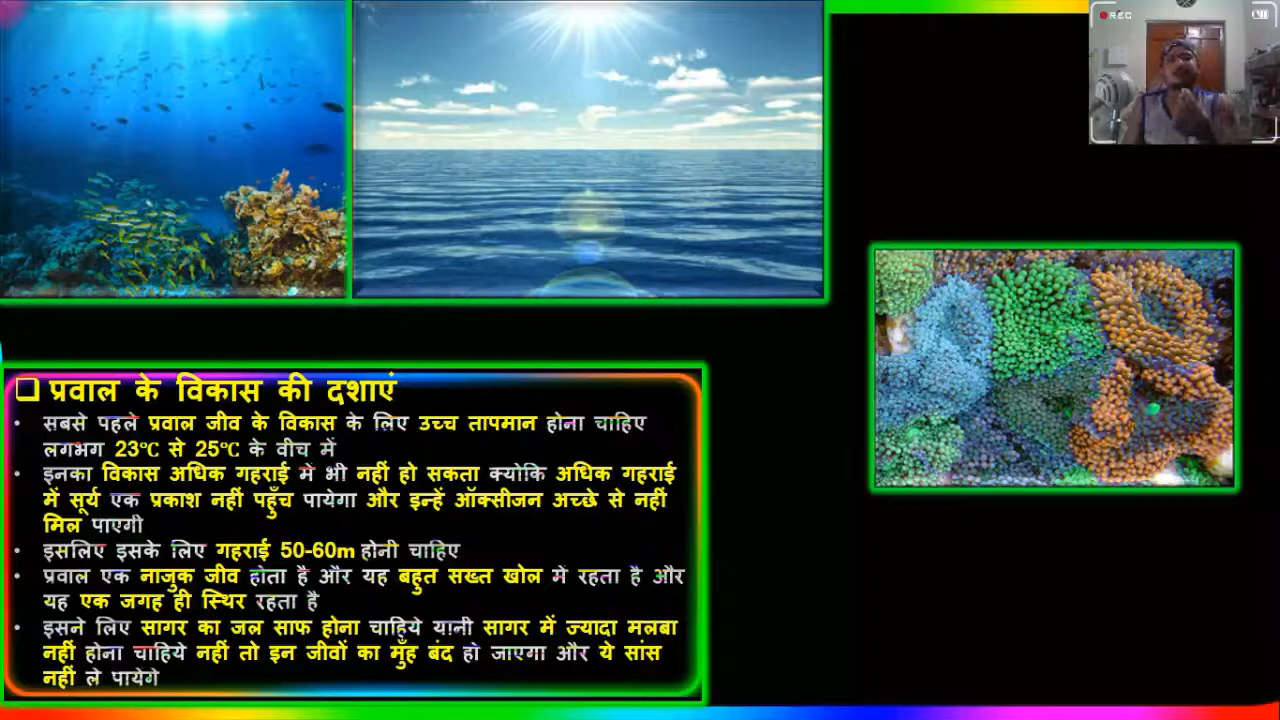 REC
❑ प्रवाल के विकास की दशाएं
• सबसे पहले प्रवाल जीव के विकास के लिए उच्च तापमान होना चाहिए
लगभग 23°C से 25°C के वीच में
• इनका विकास अधिक गहराई में भी नहीं हो सकता क्योकि अधिक गहराई
में सूर्य एक प्रकाश नहीं पहुँच पायेगा और इन्हें ऑक्सीजन अच्छे से नहीं
मिल पाएगी
• इसलिए इसके लिए गहराई 50-60m होनी चाहिए
• प्रवाल एक नाजुक जीव होता है और यह बहुत सख्त खोल में रहता है और
यह एक जगह ही स्थिर रहता है
• इसने लिए सागर का जल साफ होना चाहिये यानी सागर में ज्यादा मलबा
नहीं होना चाहिये नहीं तो इन जीवों का मुँह बंद हो जाएगा और ये सांस
नहीं ले पायेंगे